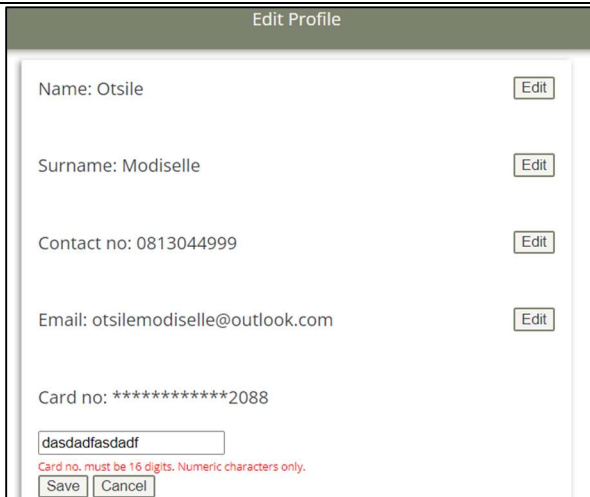 Edit Profile
Name: Otsile Edit
Surname: Modiselle Edit
Contact no: 0813044999 Edit
Email: otsilemodiselle@outlook.com Edit
Card no: ************2088
dasdadfasdadf
Card no. must be 16 digits. Numeric characters only.
Save Cancel